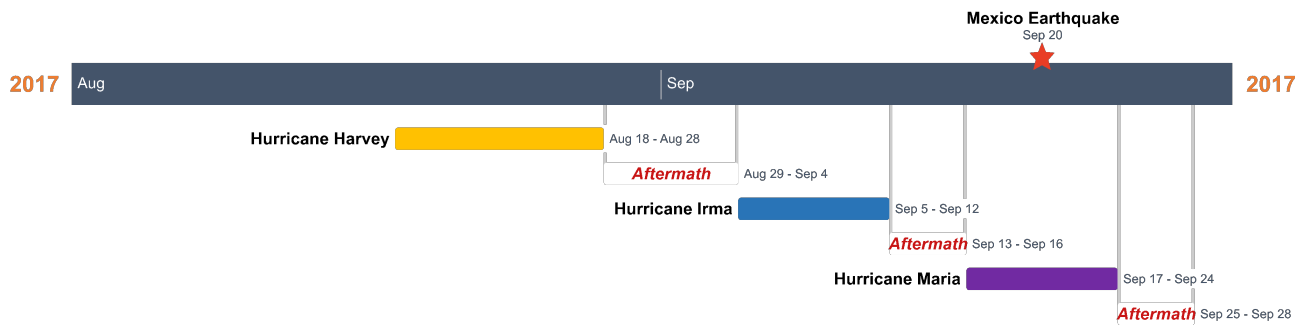 Mexico Earthquake
Sep 20
2017
Aug
Sep
2017
Hurricane Harvey
Aug 18 - Aug 28
Aftermath
Aug 29 - Sep 4
Hurricane Irma
Sep 5 - Sep 12
Aftermath
Sep 13 - Sep 16
Hurricane Maria
Sep 17 - Sep 24
Aftermath
Sep 25 - Sep 28